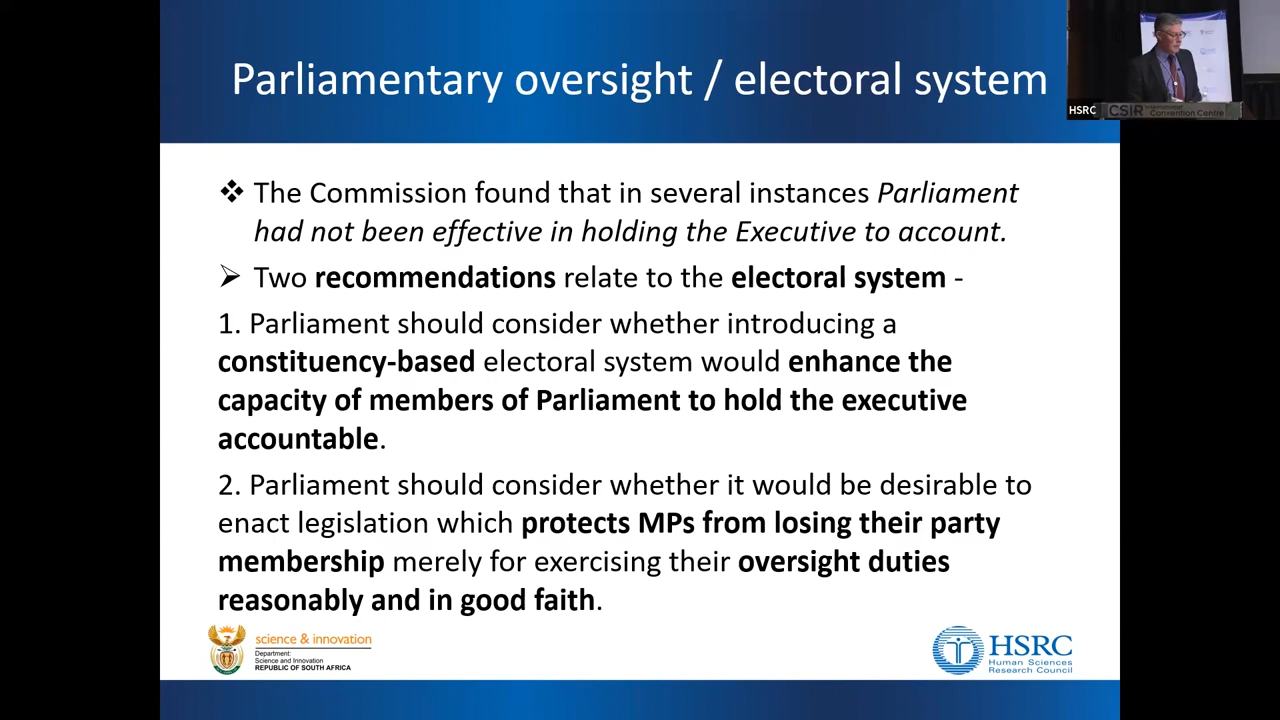 Parliamentary oversight / electoral system
HSRC
CSIR International Convention Centre
❖ The Commission found that in several instances Parliament
had not been effective in holding the Executive to account.
➢ Two recommendations relate to the electoral system -
1. Parliament should consider whether introducing a
constituency-based electoral system would enhance the
capacity of members of Parliament to hold the executive
accountable.
2. Parliament should consider whether it would be desirable to
enact legislation which protects MPs from losing their party
membership merely for exercising their oversight duties
reasonably and in good faith.
science & innovation
Department:
Science and Innovation
REPUBLIC OF SOUTH AFRICA
HSRC
Human Sciences
Research Council